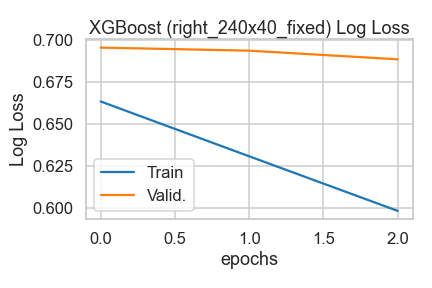 XGBoost (right_240x40_fixed) Log Loss
0.700
0.675
0.650
0.625
0.600
Log Loss
Train
Valid.
0.0 0.5 1.0 1.5 2.0
epochs